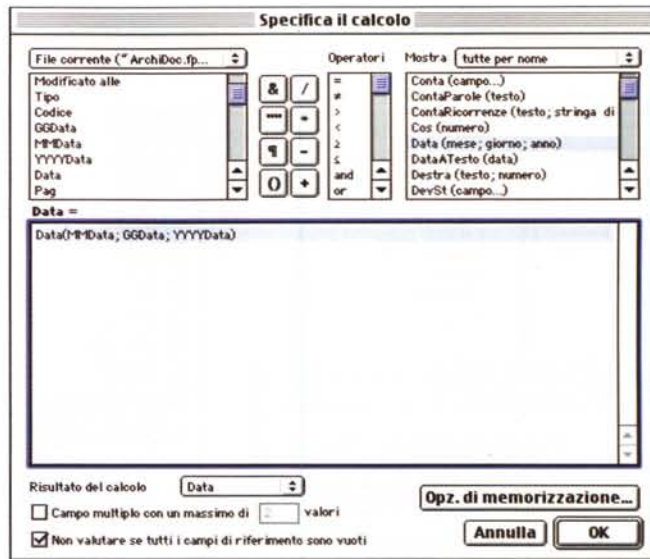 Specifica il calcolo
File corrente ("ArchiDoc.fp...
Modificato alle
Tipo
Codice
GGData
MMData
YYYYData
Data
Pag
& /
"" *
¶ -
() +
Operatori
=
≠
>
<
≥
≤
and
or
Mostra tutte per nome
Conta (campo...)
ContaParole (testo)
ContaRicorrenze (testo; stringa di
Cos (numero)
Data (mese; giorno; anno)
DataATesto (data)
Destra (testo; numero)
DevSt (campo...)
Data =
Data(MMData; GGData; YYYYData)
Risultato del calcolo Data
Campo multiplo con un massimo di 2 valori
Non valutare se tutti i campi di riferimento sono vuoti
Opz. di memorizzazione...
Annulla OK